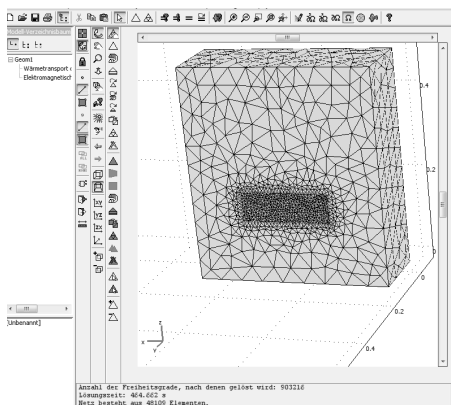 Modell-Verzeichnisbaum
Geom1
Wärmetransport (
Elektromagnetisch
[Unbenannt]
0.4
0.2
0
0
0.2
0.4
z
x
y
Anzahl der Freiheitsgrade, nach denen gelöst wird: 903216
Lösungszeit: 464.662 s
Netz besteht aus 48109 Elementen.